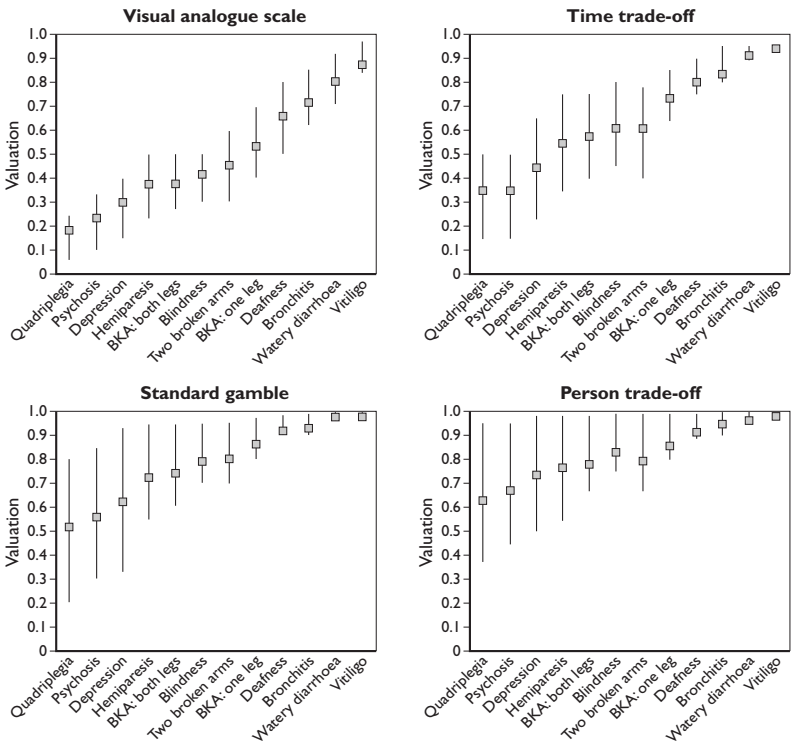 Visual analogue scale
Valuation
1.0
0.9
0.8
0.7
0.6
0.5
0.4
0.3
0.2
0.1
0
Quadriplegia
Psychosis
Depression
Hemiparesis
BKA: both legs
Blindness
Two broken arms
BKA: one leg
Deafness
Bronchitis
Watery diarrhoea
Vitiligo
Time trade-off
Valuation
1.0
0.9
0.8
0.7
0.6
0.5
0.4
0.3
0.2
0.1
0
Quadriplegia
Psychosis
Depression
Hemiparesis
BKA: both legs
Blindness
Two broken arms
BKA: one leg
Deafness
Bronchitis
Watery diarrhoea
Vitiligo
Standard gamble
Valuation
1.0
0.9
0.8
0.7
0.6
0.5
0.4
0.3
0.2
0.1
0
Quadriplegia
Psychosis
Depression
Hemiparesis
BKA: both legs
Blindness
Two broken arms
BKA: one leg
Deafness
Bronchitis
Watery diarrhoea
Vitiligo
Person trade-off
Valuation
1.0
0.9
0.8
0.7
0.6
0.5
0.4
0.3
0.2
0.1
0
Quadriplegia
Psychosis
Depression
Hemiparesis
BKA: both legs
Blindness
Two broken arms
BKA: one leg
Deafness
Bronchitis
Watery diarrhoea
Vitiligo